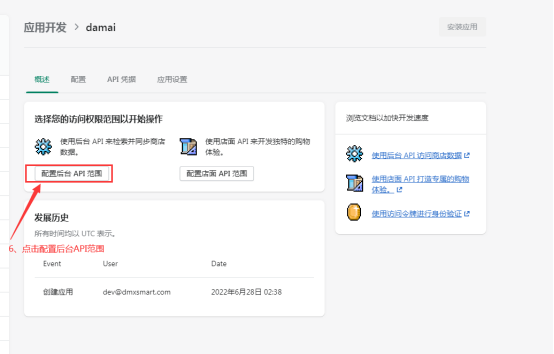 应用开发 > damai
安装应用
概述 配置 API 凭据 应用设置
选择您的访问权限范围以开始操作
使用后台 API 来检索并同步商店
数据。
使用店面 API 来开发独特的购物
体验。
配置后台 API 范围
配置店面 API 范围
浏览文档以加快开发速度
使用后台 API 访问商店数据
使用店面 API 打造专属的购物
体验。
使用访问令牌进行身份验证
发展历史
所有时间均以 UTC 表示。
6、点击配置后台API范围
Event User Date
创建应用 dev@dmxsmart.com 2022年6月28日 02:38